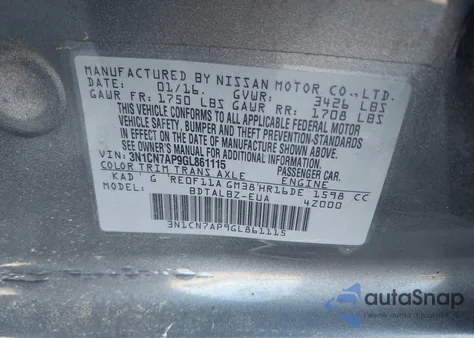 MANUFACTURED BY NISSAN MOTOR CO.,LTD.
DATE: 01/16. GVWR: 3426 LBS
GAWR FR: 1750 LBS GAWR RR: 1708 LBS
THIS VEHICLE CONFORMS TO ALL APPLICABLE FEDERAL MOTOR
VEHICLE SAFETY, BUMPER AND THEFT PREVENTION STANDARDS
IN EFFECT ON THE DATE OF MANUFACTURE SHOWN ABOVE.
SEE OWNER'S MANUAL FOR ADDITIONAL INFORMATION
VIN: 3N1CN7AP9GL861115 PASSENGER CAR.
COLOR TRIM TRANS AXLE ENGINE
KAD G RE0F11A GM38 HR16DE 1598 CC
MODEL: BDTALBZ-EUA 4Z000
3N1CN7AP9GL861115
autoSnap
Powered by